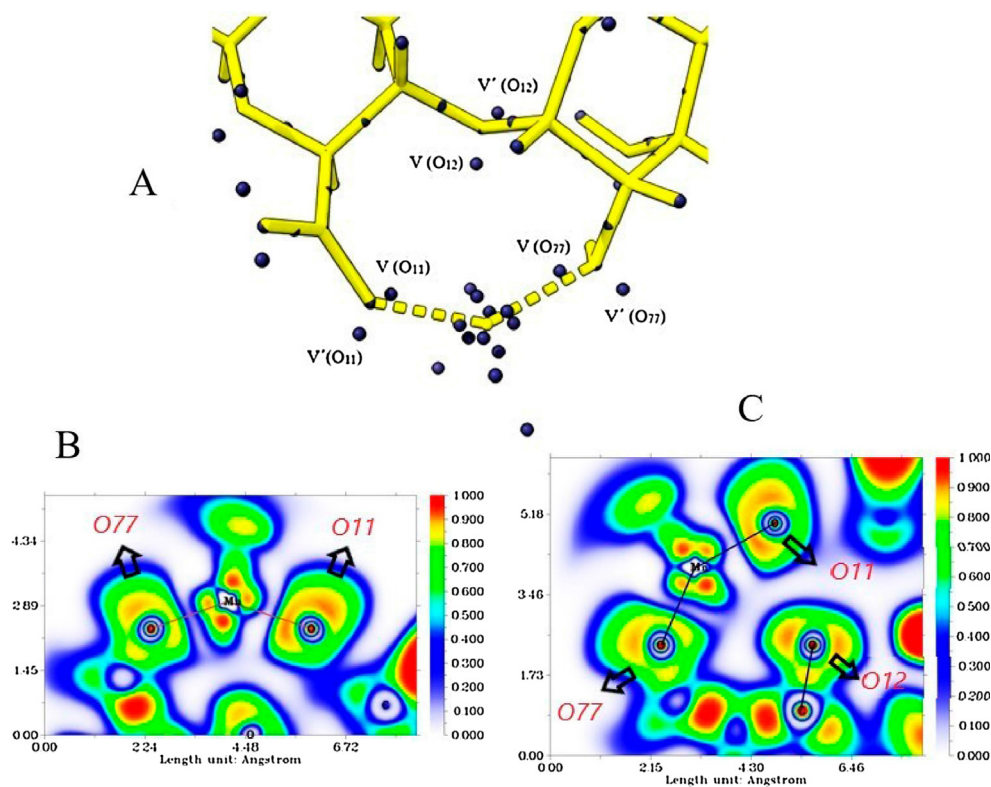 A
V´(O12)
V(O12)
V(O11)
V(O77)
V´(O11)
V´(O77)
B
C
O77
O11
Mn
O
4.34
2.89
1.45
0.00
0.00
2.24
4.48
6.72
Length unit: Angstrom
1.000
0.900
0.800
0.700
0.600
0.500
0.400
0.300
0.200
0.100
0.000
O11
O12
O77
5.18
3.46
1.73
0.00
0.00
2.15
4.30
6.46
Length unit: Angstrom
1.000
0.900
0.800
0.700
0.600
0.500
0.400
0.300
0.200
0.100
0.000